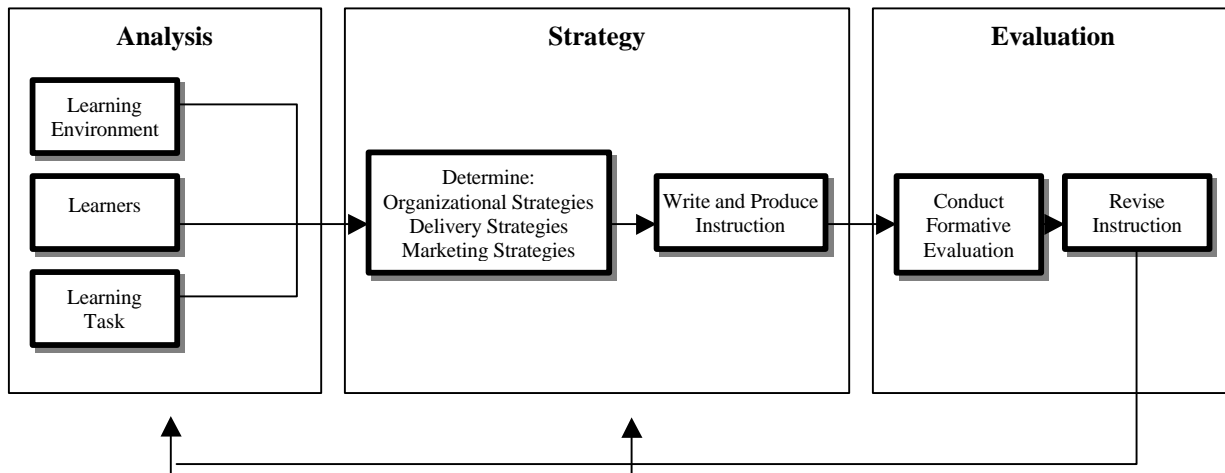 Analysis
Learning
Environment
Learners
Learning
Task
Strategy
Determine:
Organizational Strategies
Delivery Strategies
Marketing Strategies
Write and Produce
Instruction
Evaluation
Conduct
Formative
Evaluation
Revise
Instruction